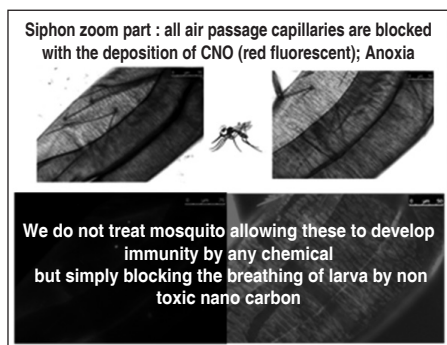 Siphon zoom part : all air passage capillaries are blocked
with the deposition of CNO (red fluorescent); Anoxia
We do not treat mosquito allowing these to develop
immunity by any chemical
but simply blocking the breathing of larva by non
toxic nano carbon